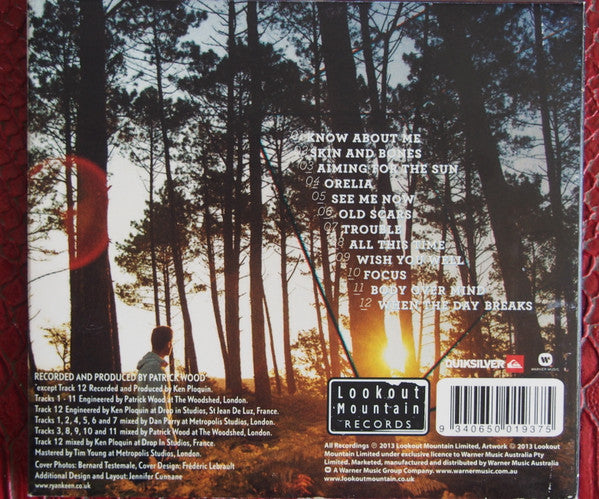 01 KNOW ABOUT ME
02 SKIN AND BONES
03 AIMING FOR THE SUN
04 ORELIA
05 SEE ME NOW
06 OLD SCARS
07 TROUBLE
08 ALL THIS TIME
09 WISH YOU WELL
10 FOCUS
11 BODY OVER MIND
12 WHEN THE DAY BREAKS
RECORDED AND PRODUCED BY PATRICK WOOD*
*except Track 12 Recorded and Produced by Ken Ploquin.
Tracks 1 - 11 Engineered by Patrick Wood at The Woodshed, London.
Track 12 Engineered by Ken Ploquin at Drop in Studios, St Jean De Luz, France.
Tracks 1, 2, 4, 5, 6 and 7 mixed by Dan Parry at Metropolis Studios, London.
Tracks 3, 8, 9, 10 and 11 mixed by Patrick Wood at The Woodshed, London.
Track 12 mixed by Ken Ploquin at Drop In Studios, France.
Mastered by Tim Young at Metropolis Studios, London.
Cover Photos: Bernard Testemale, Cover Design: Frédéric Lebrault
Additional Design and Layout: Jennifer Cunnane
www.ryankeen.co.uk
Lookout
Mountain
RECORDS
QUIKSILVER
WARNER MUSIC
9 340650 019375
All Recordings ℗ 2013 Lookout Mountain Limited, Artwork © 2013 Lookout
Mountain Limited under exclusive licence to Warner Music Australia Pty
Limited. Marketed, manufactured and distributed by Warner Music Australia
A Warner Music Group Company. www.warnermusic.com.au
www.lookoutmountain.co.uk